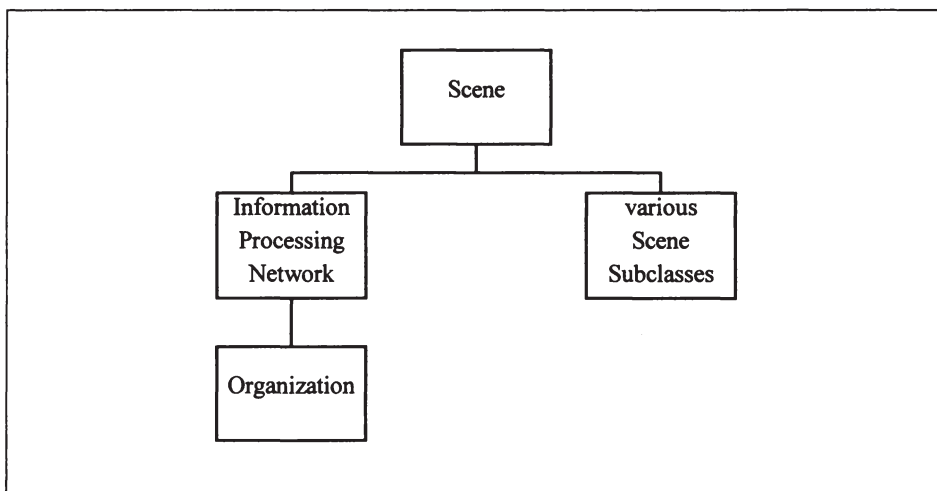 Scene
Information
Processing
Network
various
Scene
Subclasses
Organization